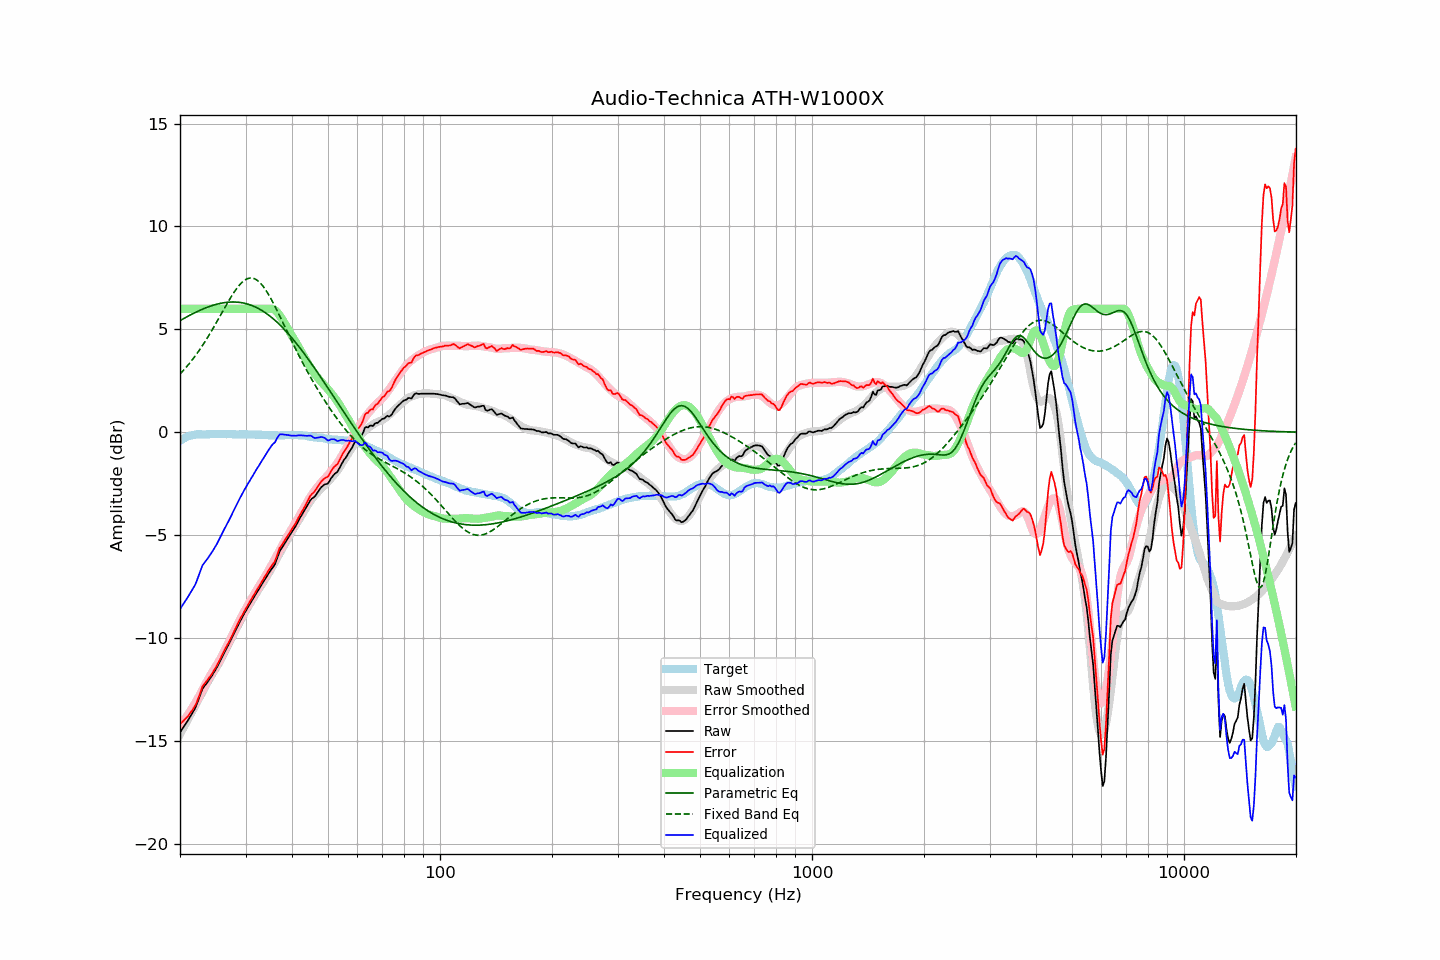 Audio-Technica ATH-W1000X
15
10
5
0
−5
−10
−15
−20
Amplitude (dBr)
Target
Raw Smoothed
Error Smoothed
Raw
Error
Equalization
Parametric Eq
Fixed Band Eq
Equalized
100 1000 10000
Frequency (Hz)